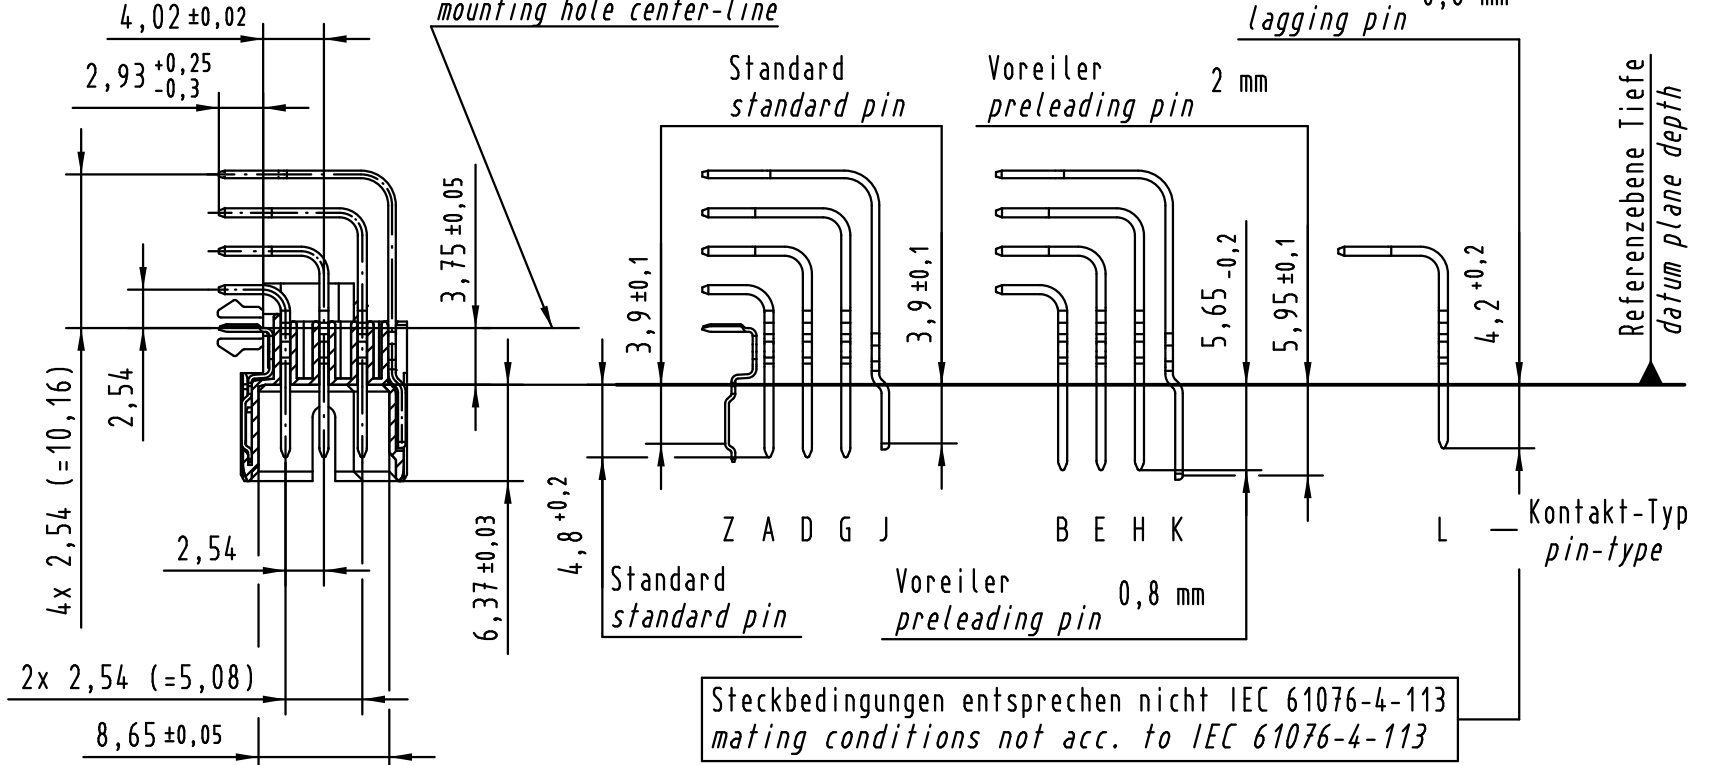 4,02 ±0,02
mounting hole center-line
lagging pin
2,93 +0,25 -0,3
Standard
standard pin
Voreiler
preleading pin
2 mm
Referenzebene Tiefe
datum plane depth
3,75 ±0,05
3,9 ±0,1
3,9 ±0,1
5,65 -0,2
5,95 ±0,1
4,2 +0,2
4x 2,54 (=10,16)
2,54
2,54
6,37 ±0,03
4,8 +0,2
Z A D G J
B E H K
L
Kontakt-Typ
pin-type
Standard
standard pin
Voreiler
preleading pin
0,8 mm
2x 2,54 (=5,08)
8,65 ±0,05
Steckbedingungen entsprechen nicht IEC 61076-4-113
mating conditions not acc. to IEC 61076-4-113